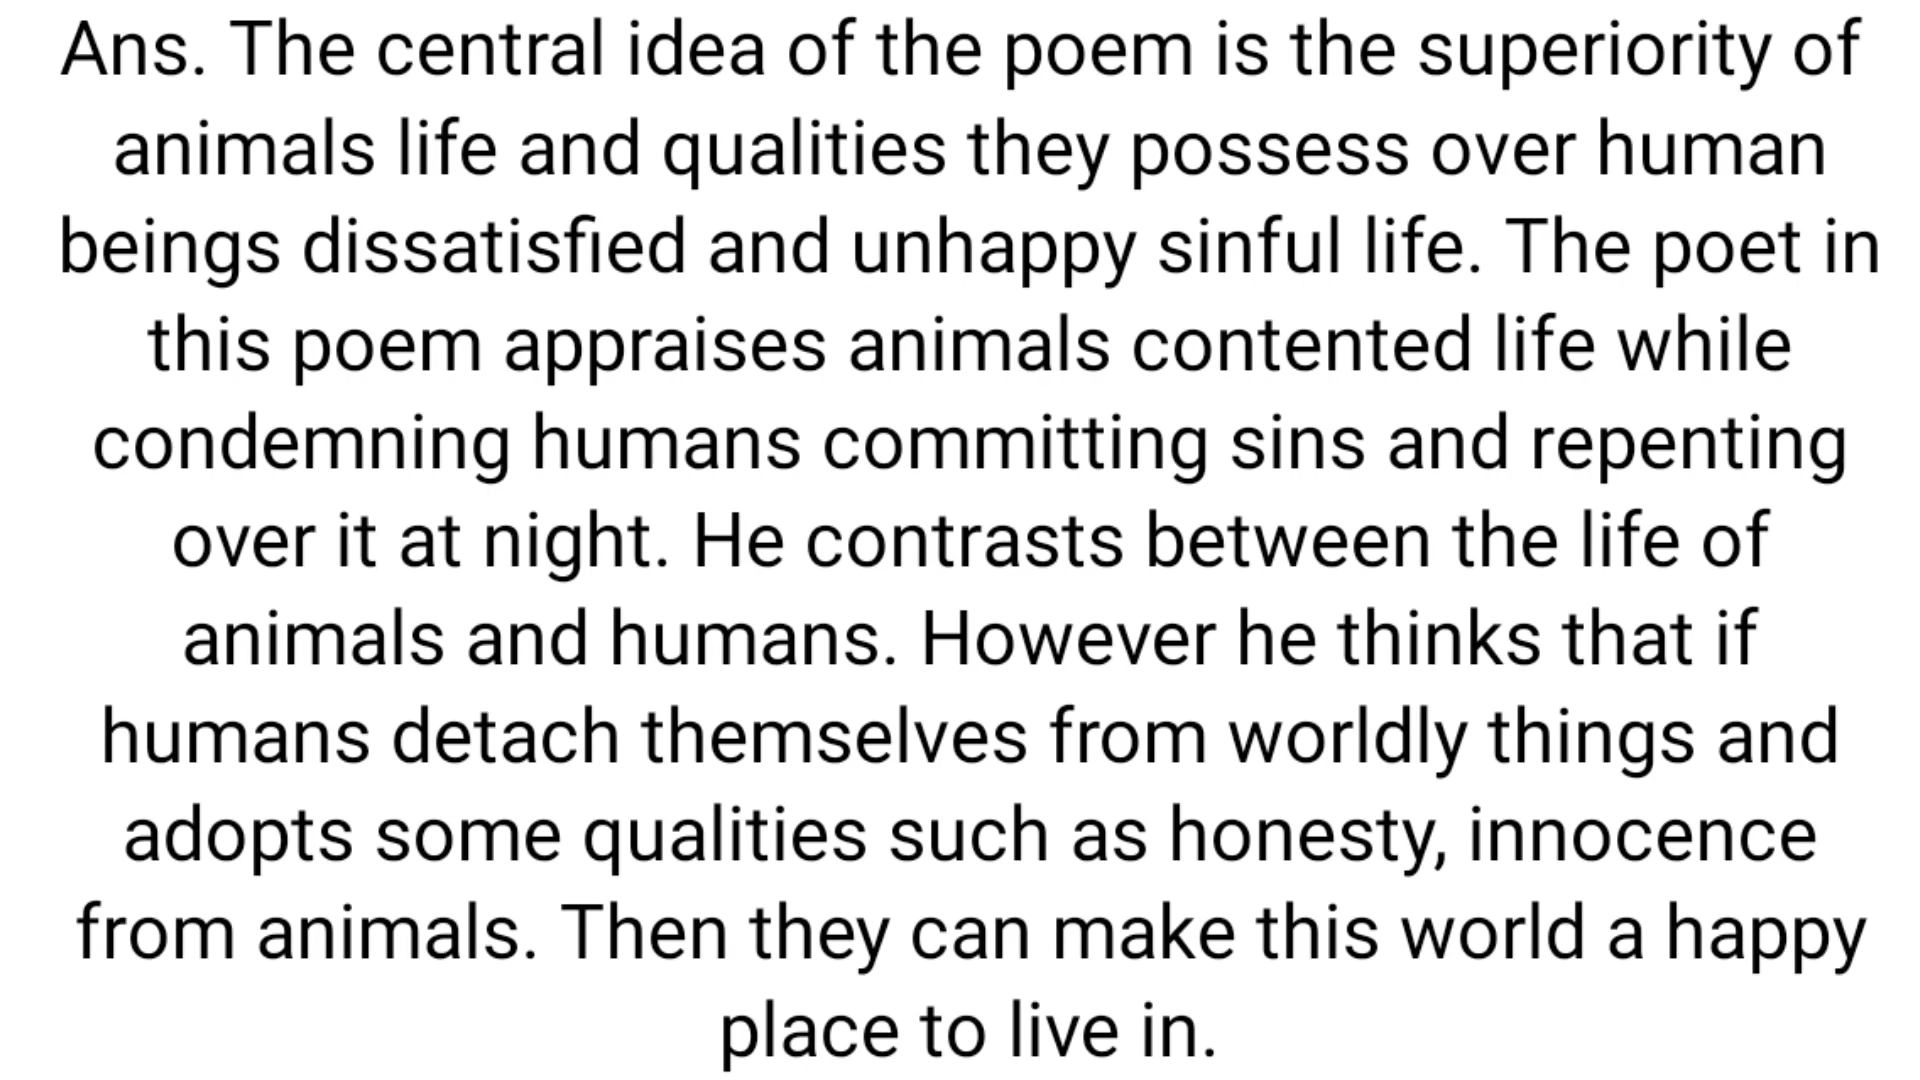 Ans. The central idea of the poem is the superiority of
animals life and qualities they possess over human
beings dissatisfied and unhappy sinful life. The poet in
this poem appraises animals contented life while
condemning humans committing sins and repenting
over it at night. He contrasts between the life of
animals and humans. However he thinks that if
humans detach themselves from worldly things and
adopts some qualities such as honesty, innocence
from animals. Then they can make this world a happy
place to live in.